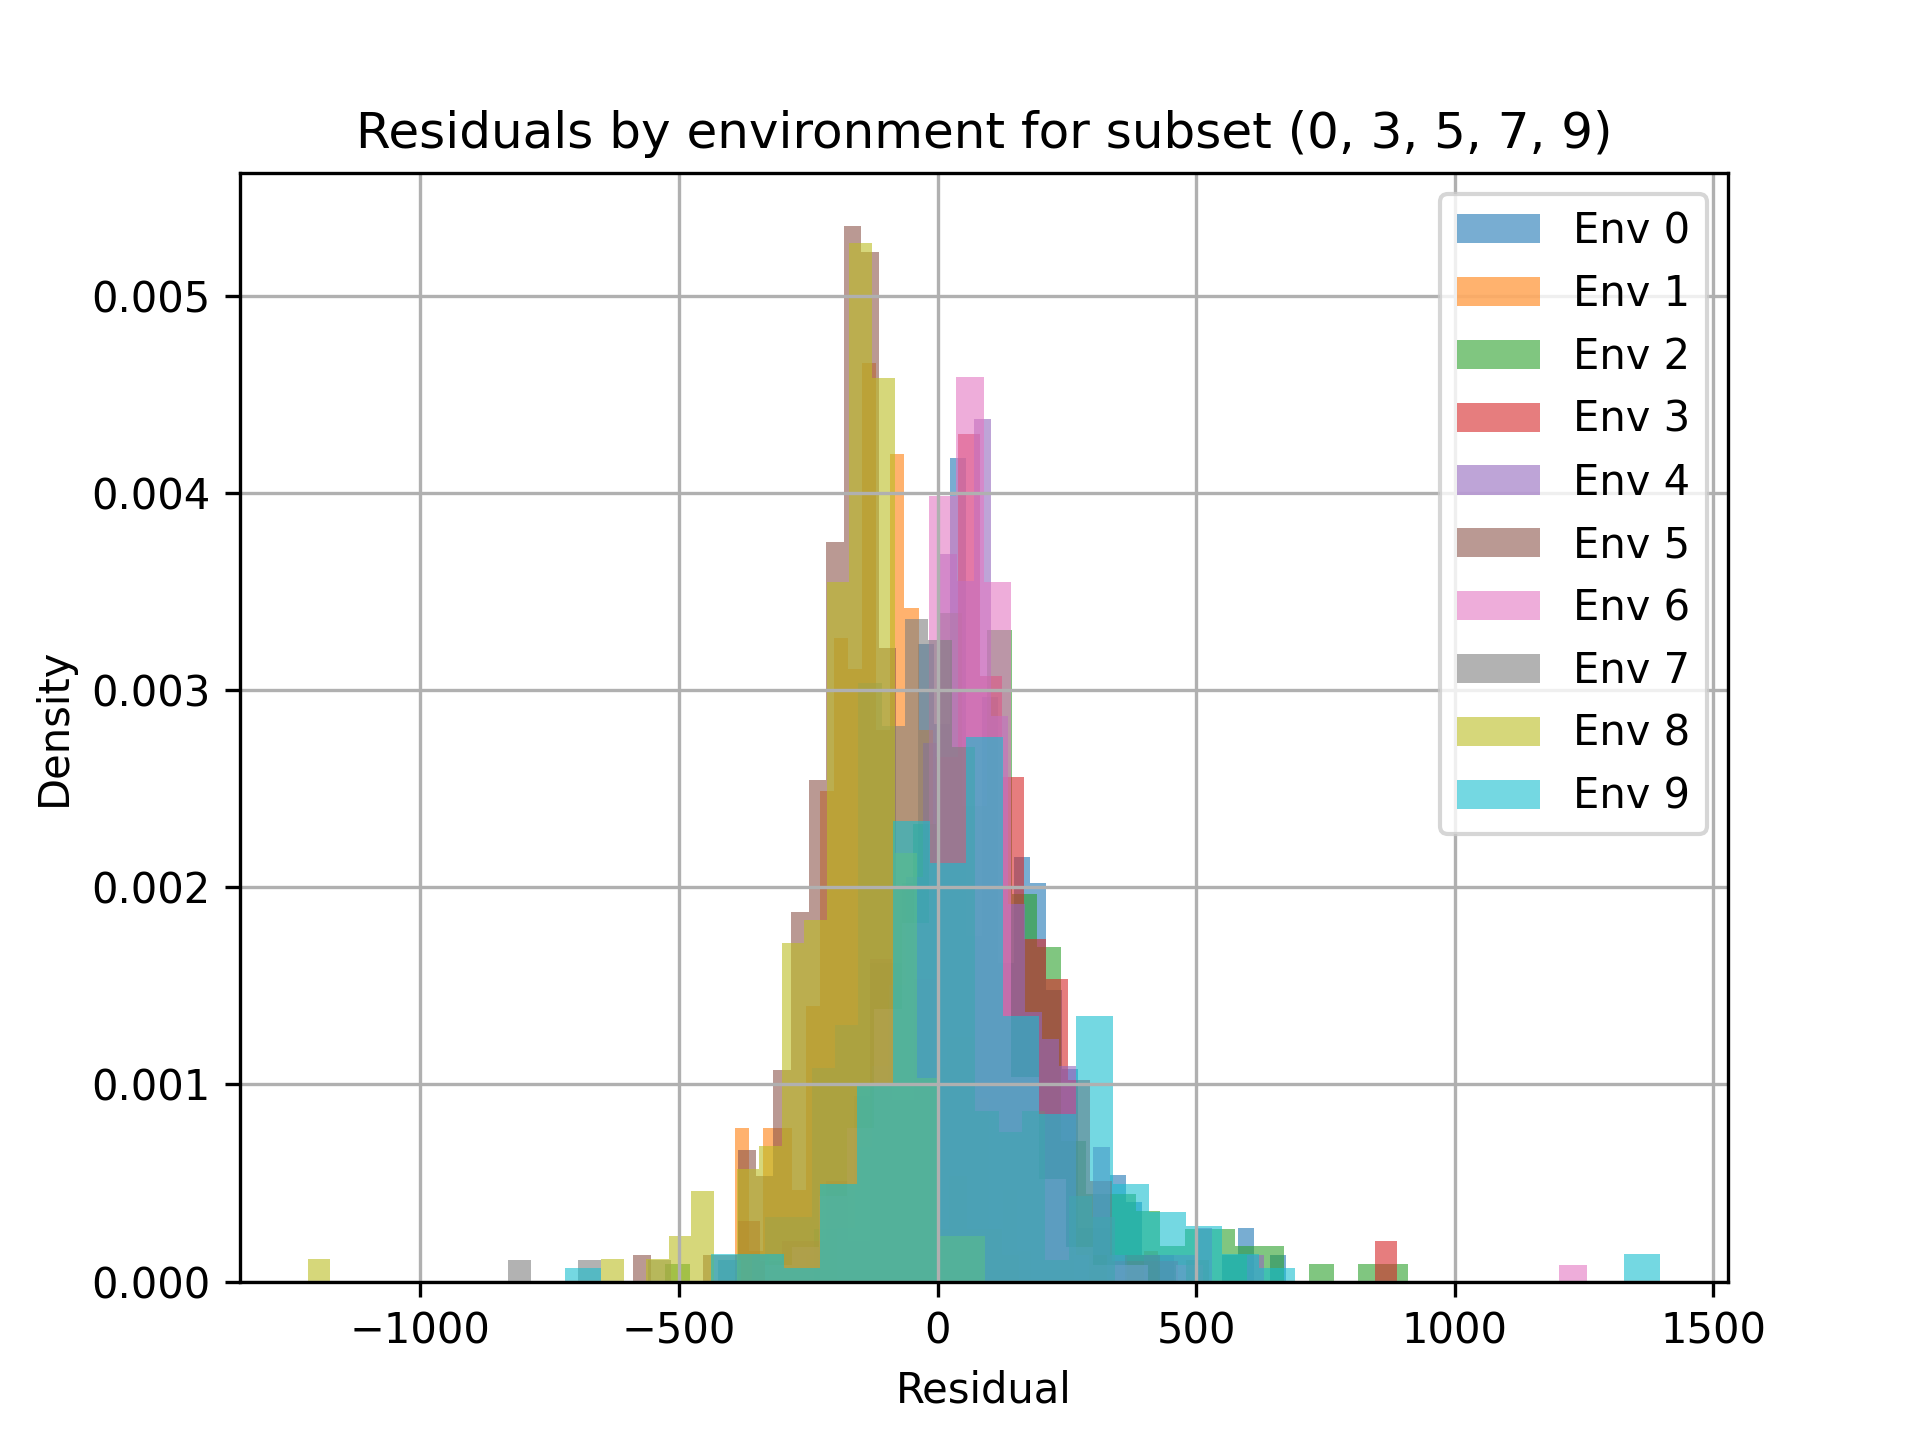 Residuals by environment for subset (0, 3, 5, 7, 9)
Env 0
Env 1
Env 2
Env 3
Env 4
Env 5
Env 6
Env 7
Env 8
Env 9
0.005
0.004
0.003
0.002
0.001
0.000
Density
−1000
−500
0
500
1000
1500
Residual